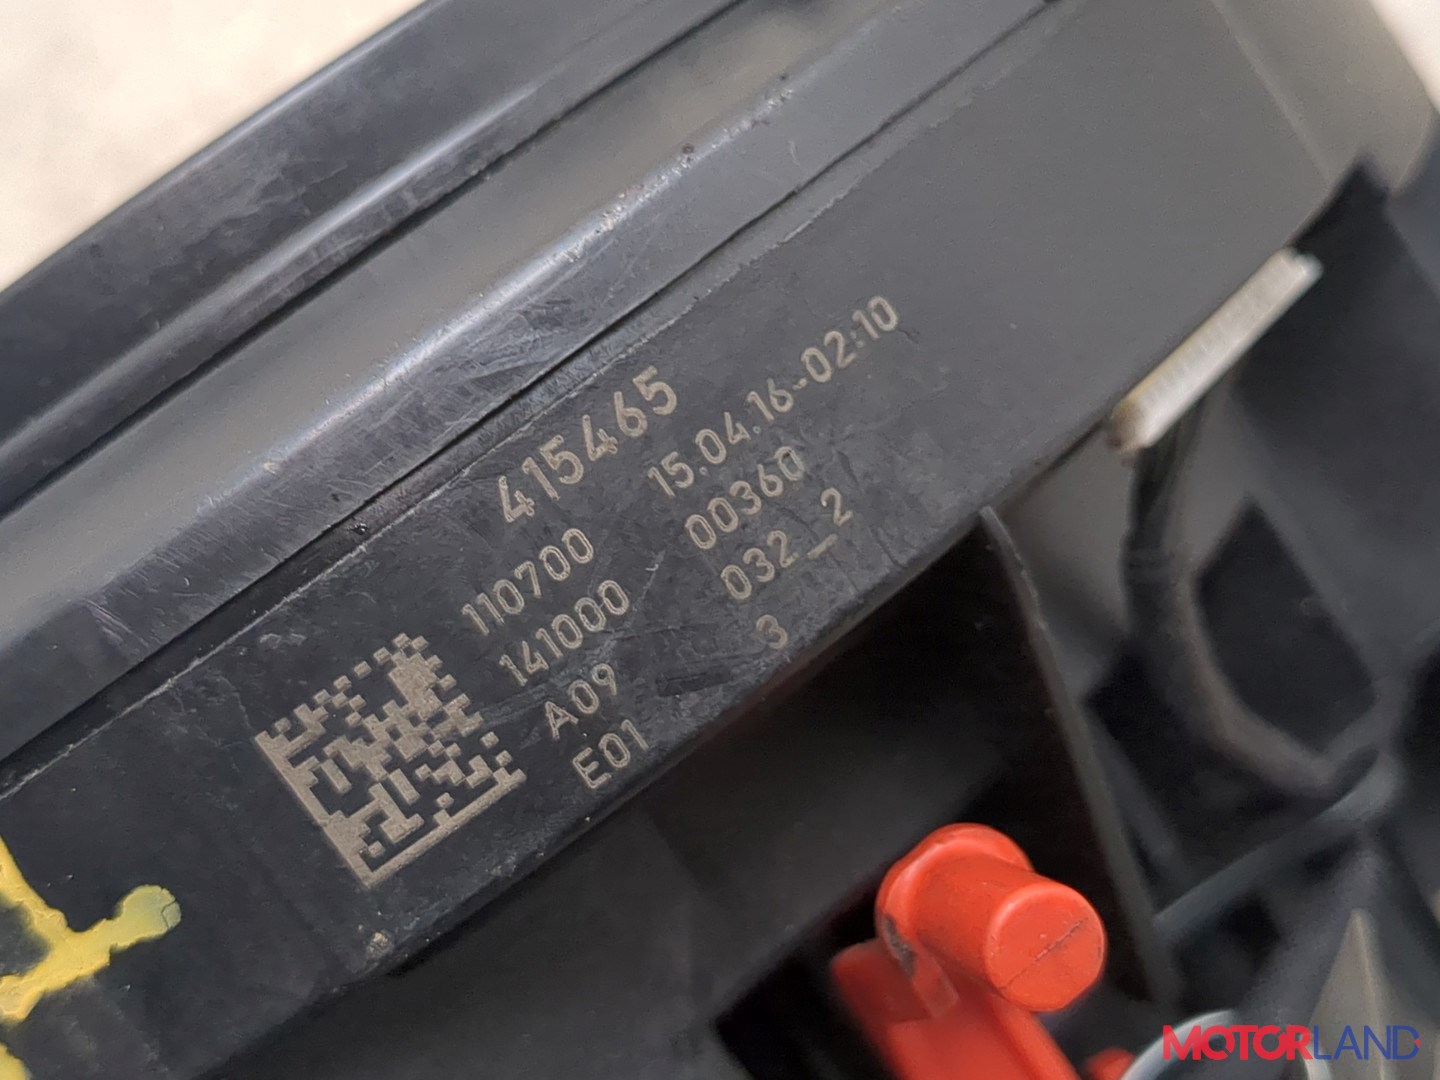 415465
110700 15.04.16-02:10
141000 00360
A09 032_2
E01 3
MOTORLAND